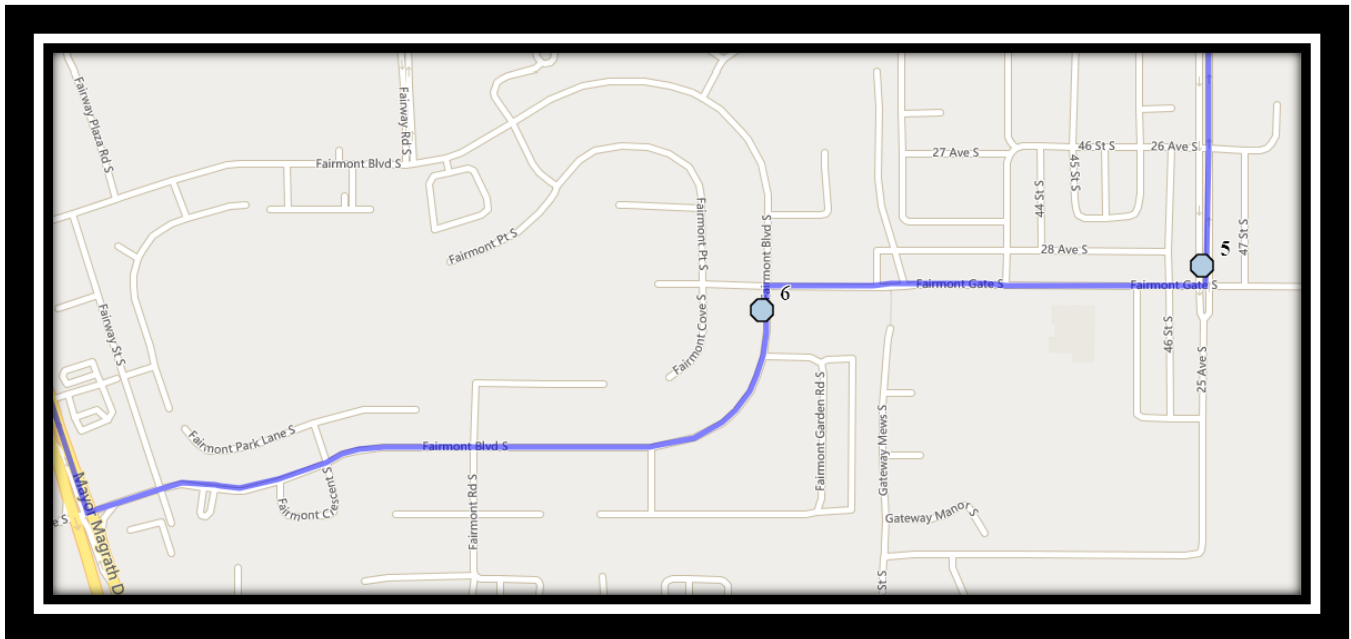 Fairway Plaza Rd S
Fairway Rd S
Fairmont Blvd S
27 Ave S
46 St S
26 Ave S
45 St S
44 St S
47 St S
Fairmont Pt S
Fairmont Pt S
Fairmont Blvd S
28 Ave S
5
Fairmont Gate S
Fairmont Gate S
6
Fairway St S
Fairmont Cove S
46 St S
25 Ave S
Fairmont Park Lane S
Fairmont Blvd S
Fairmont Garden Rd S
Gateway Mews S
Fairmont Crescent S
Fairmont Rd S
Mayor Magrath D
e S
Gateway Manor S
St S